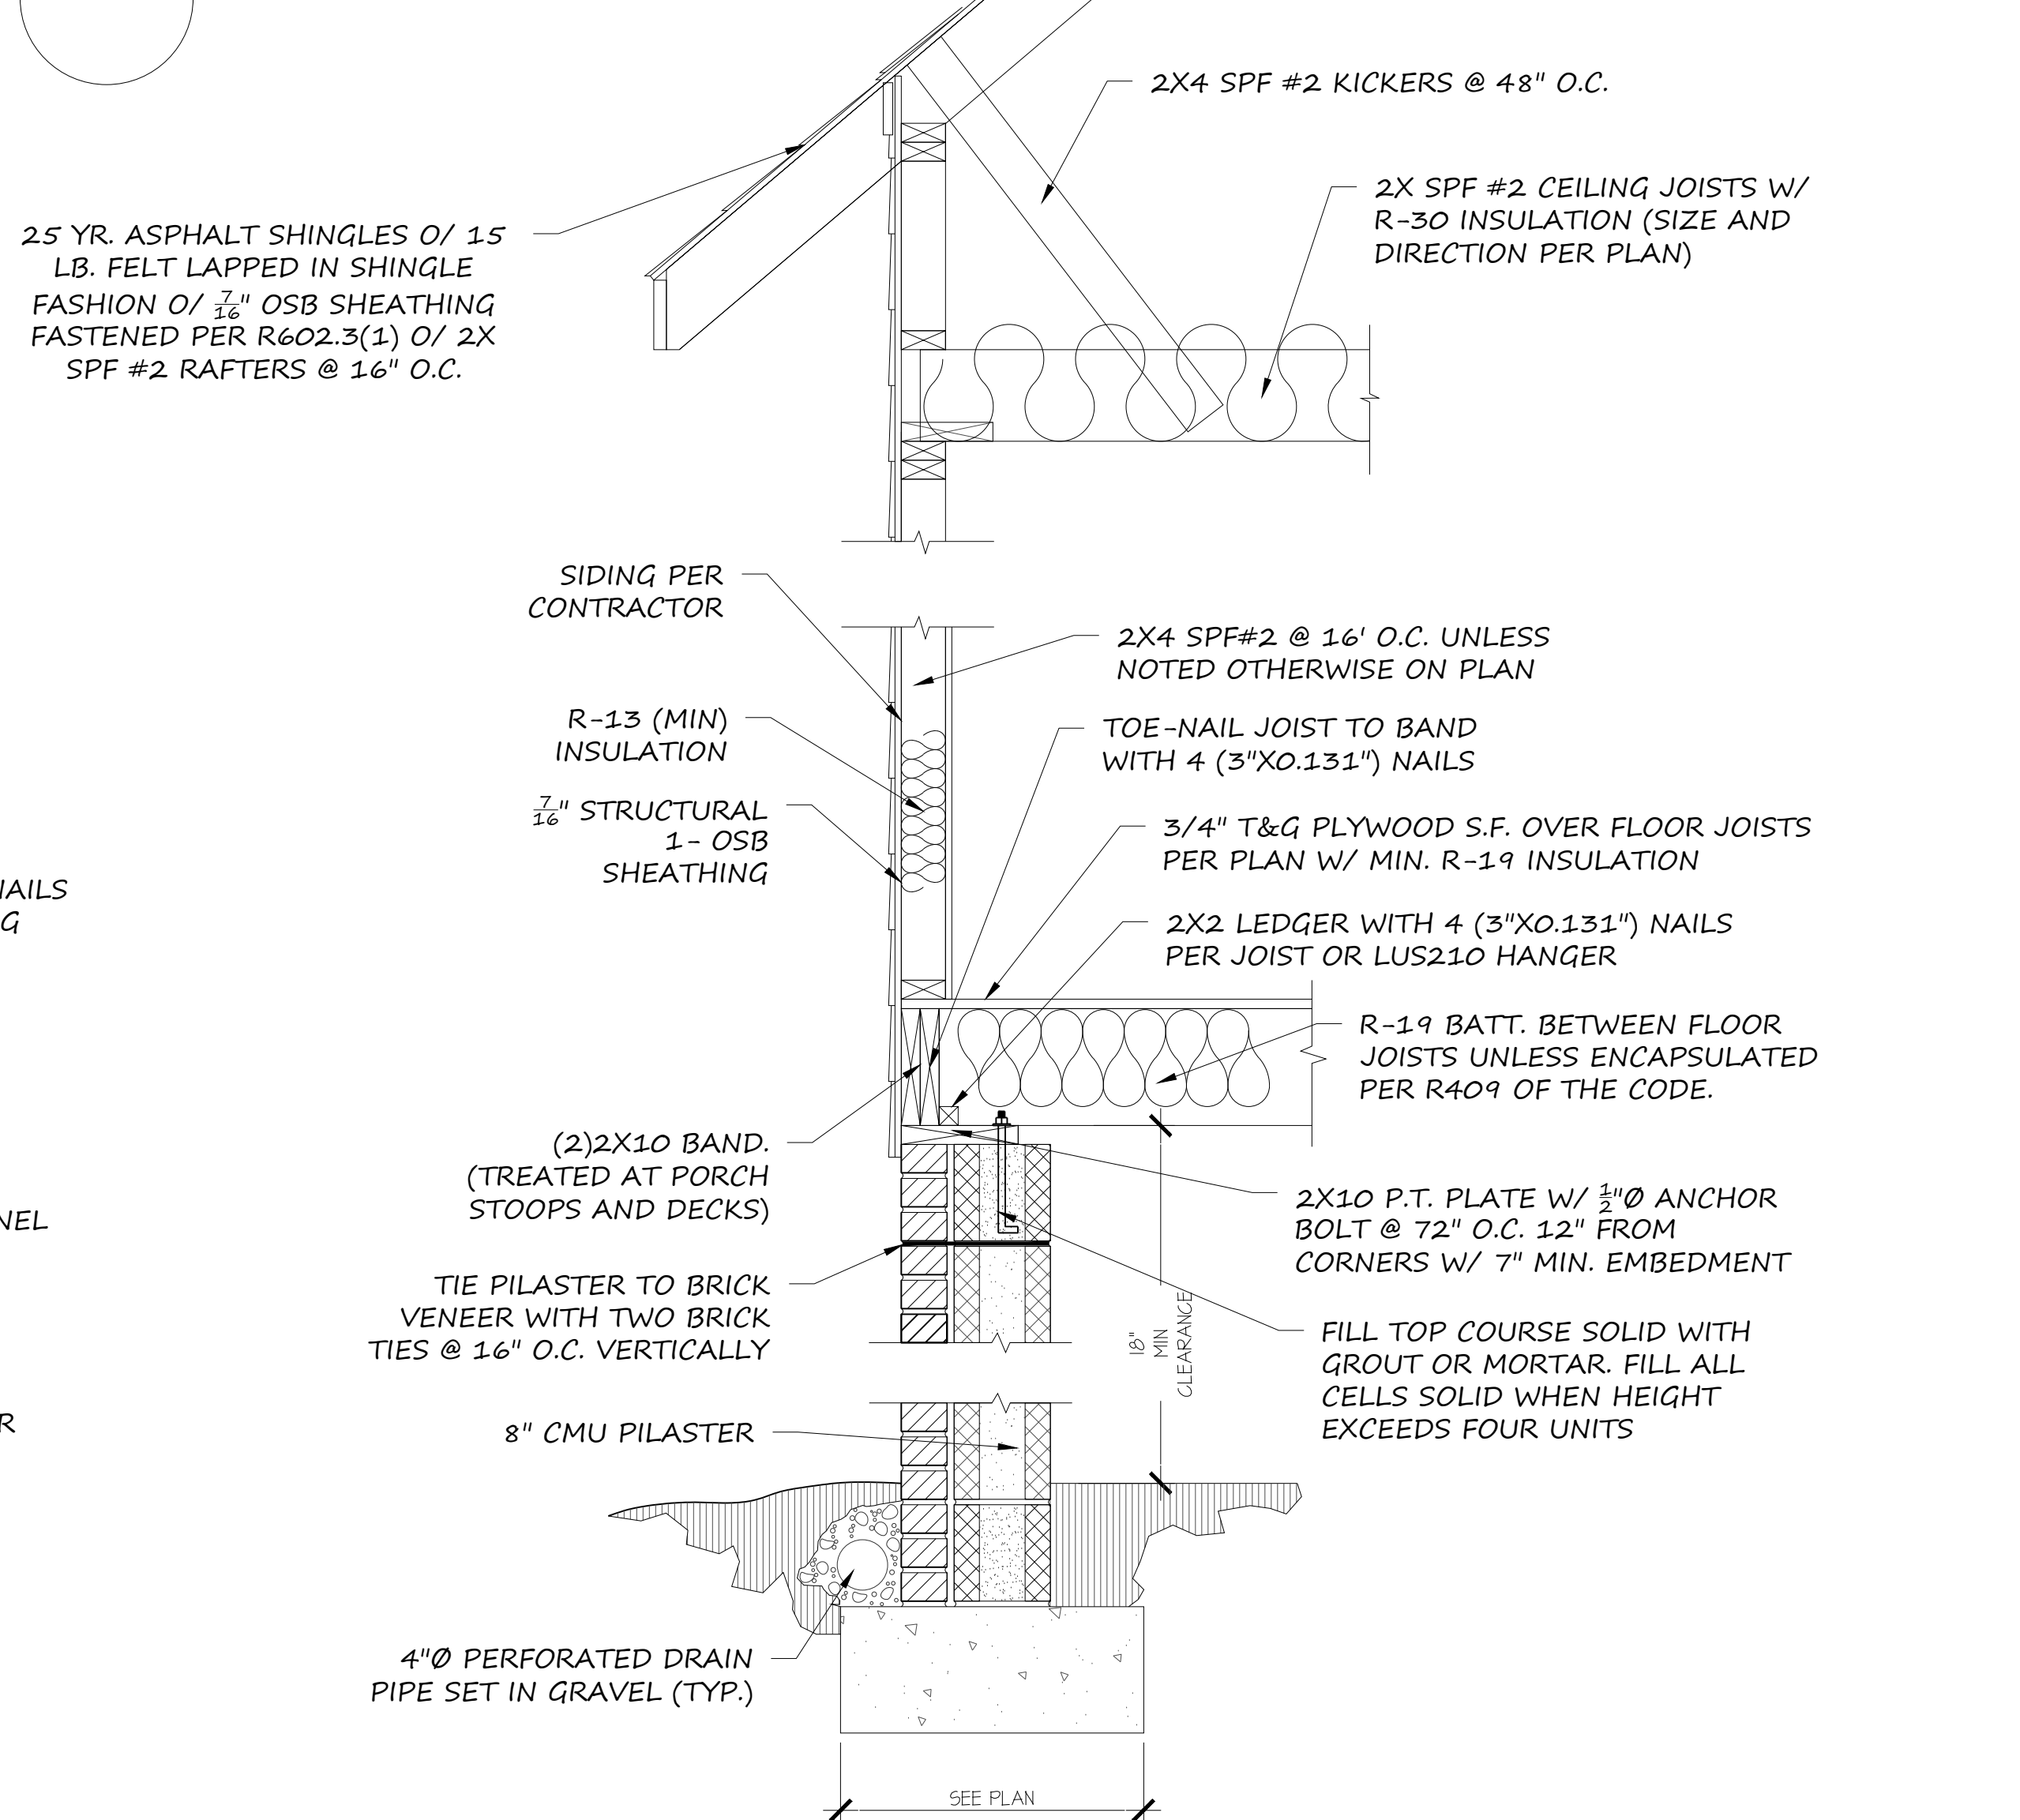 2X4 SPF #2 KICKERS @ 48" O.C.
2X SPF #2 CEILING JOISTS W/
R-30 INSULATION (SIZE AND
DIRECTION PER PLAN)
25 YR. ASPHALT SHINGLES O/ 15
LB. FELT LAPPED IN SHINGLE
FASHION O/ 7/16" OSB SHEATHING
FASTENED PER R602.3(1) O/ 2X
SPF #2 RAFTERS @ 16" O.C.
SIDING PER
CONTRACTOR
2X4 SPF#2 @ 16' O.C. UNLESS
NOTED OTHERWISE ON PLAN
R-13 (MIN)
INSULATION
TOE-NAIL JOIST TO BAND
WITH 4 (3"X0.131") NAILS
7/16" STRUCTURAL
1- OSB
SHEATHING
3/4" T&G PLYWOOD S.F. OVER FLOOR JOISTS
PER PLAN W/ MIN. R-19 INSULATION
NAILS
G
2X2 LEDGER WITH 4 (3"X0.131") NAILS
PER JOIST OR LUS210 HANGER
R-19 BATT. BETWEEN FLOOR
JOISTS UNLESS ENCAPSULATED
PER R409 OF THE CODE.
(2)2X10 BAND.
(TREATED AT PORCH
STOOPS AND DECKS)
2X10 P.T. PLATE W/ 1/2"Ø ANCHOR
BOLT @ 72" O.C. 12" FROM
CORNERS W/ 7" MIN. EMBEDMENT
NEL
TIE PILASTER TO BRICK
VENEER WITH TWO BRICK
TIES @ 16" O.C. VERTICALLY
18"
MIN
CLEARANCE
FILL TOP COURSE SOLID WITH
GROUT OR MORTAR. FILL ALL
CELLS SOLID WHEN HEIGHT
EXCEEDS FOUR UNITS
R
8" CMU PILASTER
4"Ø PERFORATED DRAIN
PIPE SET IN GRAVEL (TYP.)
SEE PLAN